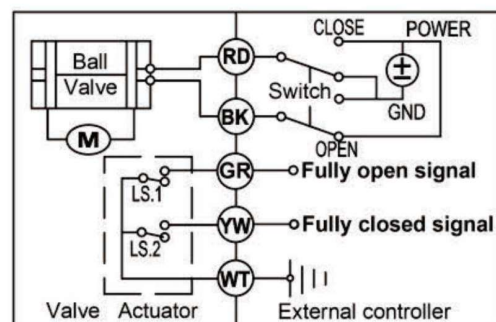 CLOSE POWER
RD
Ball
Valve
Switch
±
GND
BK
M
OPEN
GR
Fully open signal
LS.1
YW
Fully closed signal
LS.2
WT
Valve Actuator
External controller